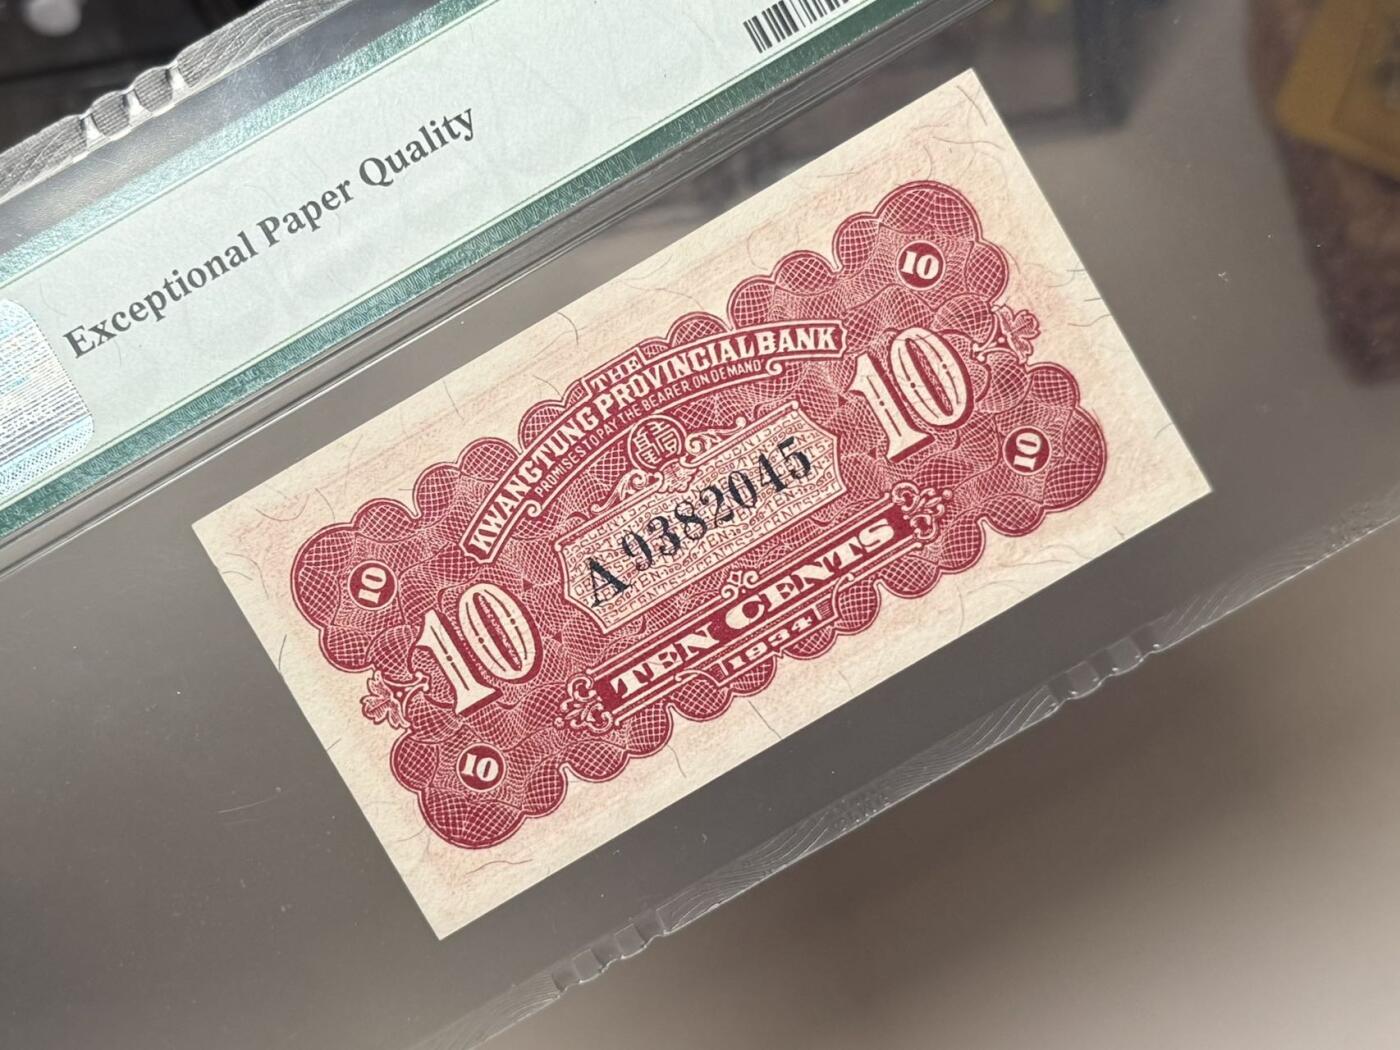 Exceptional Paper Quality
10
THE
KWANGTUNG PROVINCIAL BANK
PROMISES TO PAY THE BEARER ON DEMAND
10
10
10
A 9382045
10
TEN CENTS
1934
10